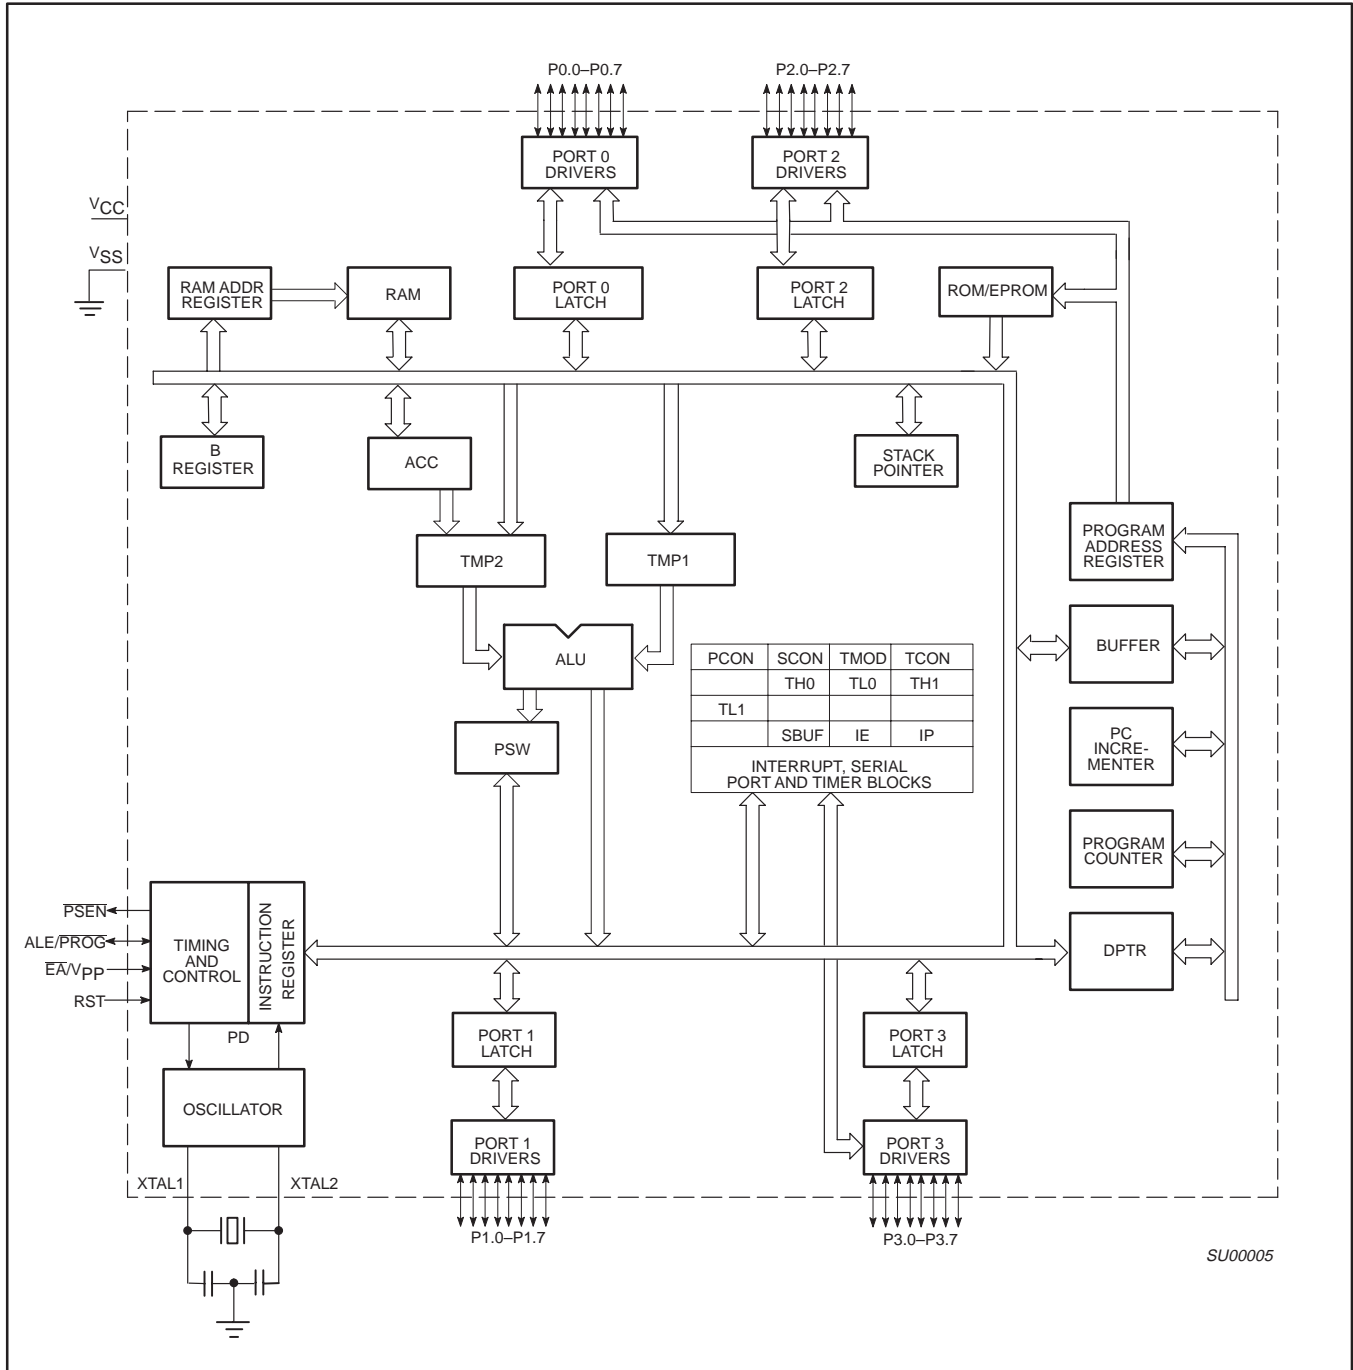 P0.0–P0.7
P2.0–P2.7
PORT 0
DRIVERS
PORT 2
DRIVERS
VCC
VSS
RAM ADDR
REGISTER
RAM
PORT 0
LATCH
PORT 2
LATCH
ROM/EPROM
B
REGISTER
ACC
STACK
POINTER
TMP2
TMP1
PROGRAM
ADDRESS
REGISTER
ALU
BUFFER
PCON SCON TMOD TCON
TH0 TL0 TH1
TL1
SBUF IE IP
INTERRUPT, SERIAL
PORT AND TIMER BLOCKS
PSW
PC
INCRE-
MENTER
PROGRAM
COUNTER
PSEN
ALE/PROG
EA/VPP
RST
TIMING
AND
CONTROL
INSTRUCTION
REGISTER
DPTR
PD
PORT 1
LATCH
PORT 3
LATCH
OSCILLATOR
PORT 1
DRIVERS
PORT 3
DRIVERS
XTAL1
XTAL2
P1.0–P1.7
P3.0–P3.7
SU00005